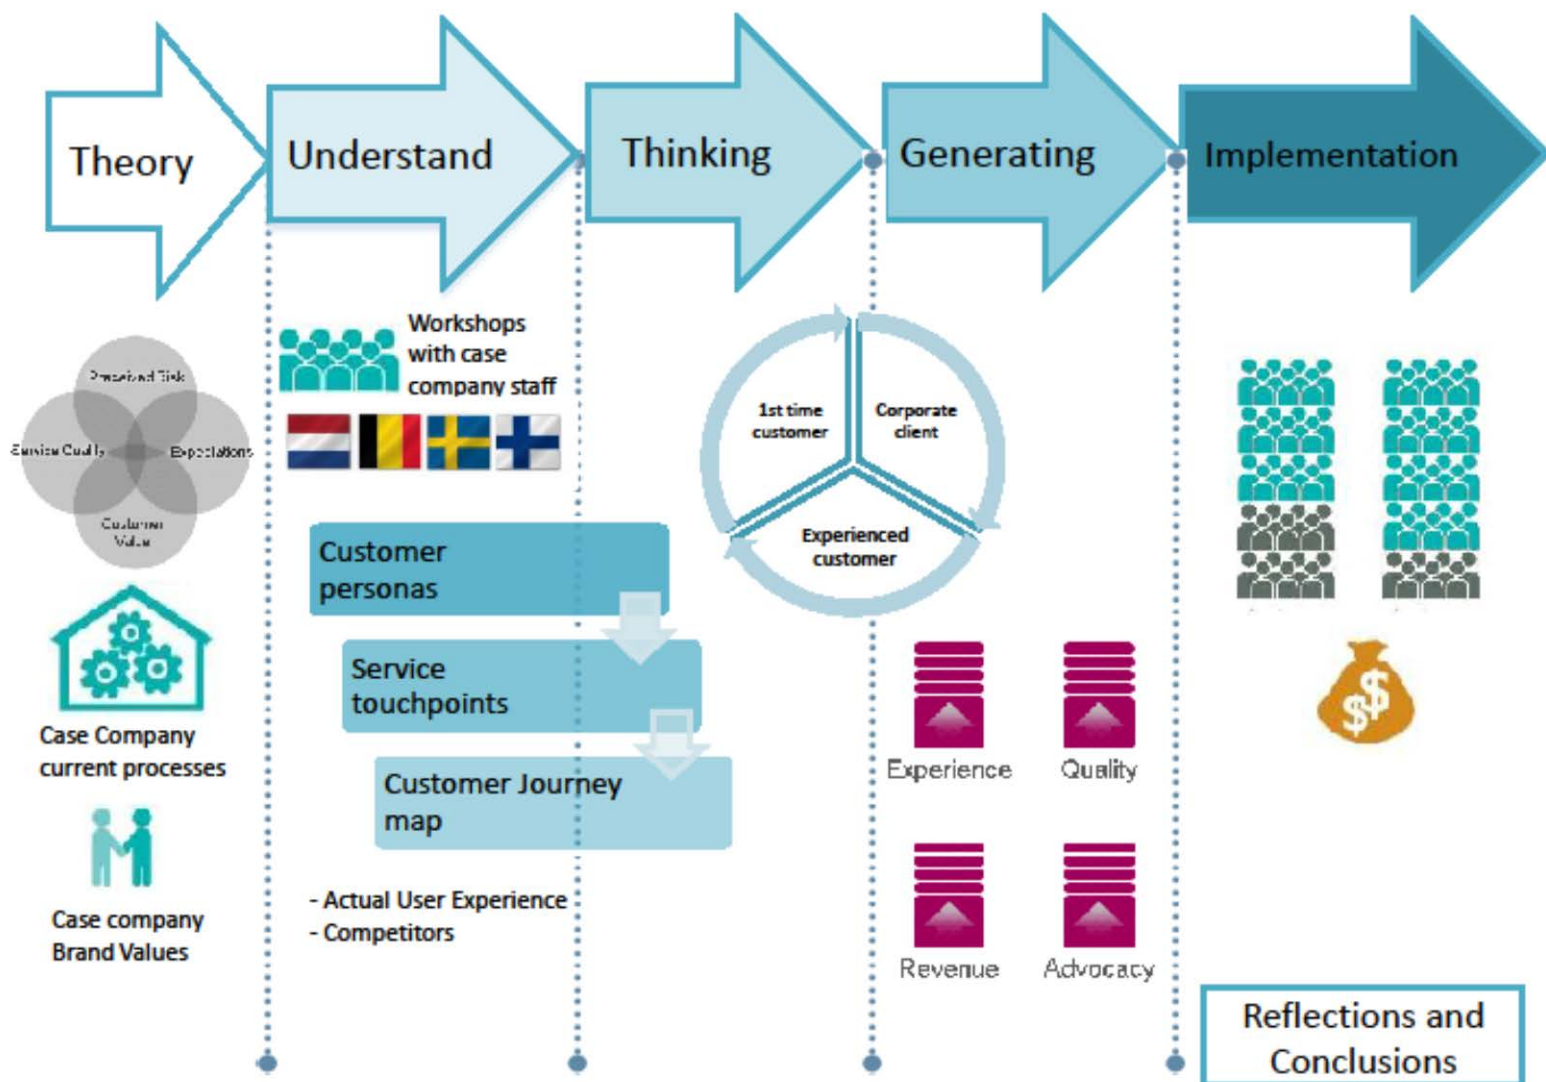 Theory
Understand
Thinking
Generating
Implementation
Perceived Risk
Service Quality
Expectations
Customer
Value
Case Company
current processes
Case company
Brand Values
Workshops
with case
company staff
Customer
personas
Service
touchpoints
Customer Journey
map
- Actual User Experience
- Competitors
1st time
customer
Corporate
client
Experienced
customer
Experience
Quality
Revenue
Advocacy
$$
Reflections and
Conclusions